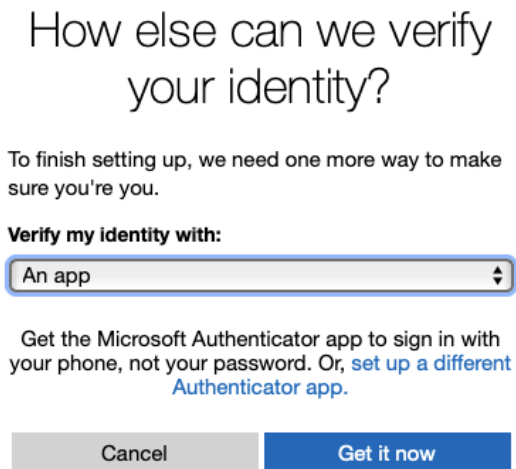 How else can we verify
your identity?
To finish setting up, we need one more way to make
sure you're you.
Verify my identity with:
An app
Get the Microsoft Authenticator app to sign in with
your phone, not your password. Or, set up a different
Authenticator app.
Cancel
Get it now